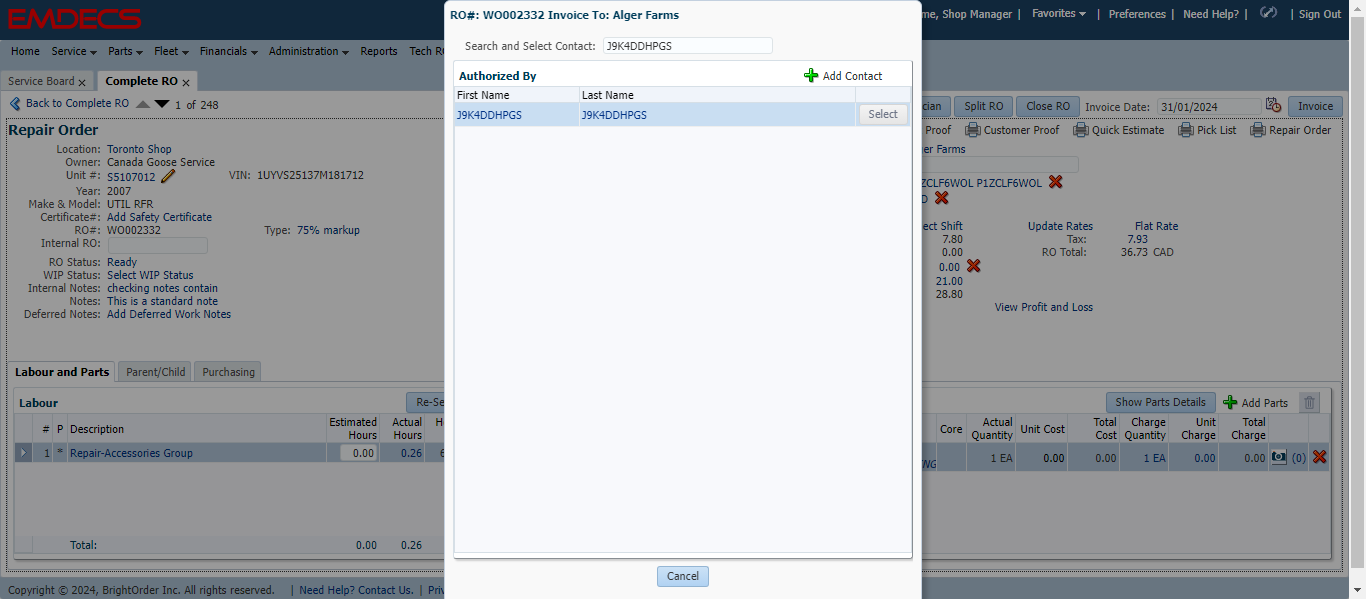 EMDECS
me, Shop Manager | Favorites | Preferences | Need Help? | | Sign Out
Home Service Parts Fleet Financials Administration Reports Tech RO
Service Board x Complete RO x
Back to Complete RO 1 of 248
cian Split RO Close RO Invoice Date: 31/01/2024 Invoice
Repair Order
Proof Customer Proof Quick Estimate Pick List Repair Order
Location: Toronto Shop
Owner: Canada Goose Service
Unit #: S5107012 VIN: 1UYVS25137M181712
Year: 2007
Make & Model: UTIL RFR
Certificate#: Add Safety Certificate
RO#: WO002332 Type: 75% markup
Internal RO:
RO Status: Ready
WIP Status: Select WIP Status
Internal Notes: checking notes contain
Notes: This is a standard note
Deferred Notes: Add Deferred Work Notes
er Farms
ZCLF6WOL P1ZCLF6WOL
ect Shift Update Rates Flat Rate
7.80 Tax: 7.93
0.00 RO Total: 36.73 CAD
0.00
21.00
28.80
View Profit and Loss
RO#: WO002332 Invoice To: Alger Farms
Search and Select Contact: J9K4DDHPGS
Authorized By Add Contact
First Name Last Name
J9K4DDHPGS J9K4DDHPGS Select
Cancel
Labour and Parts Parent/Child Purchasing
Labour Re-Se
# P Description Estimated Hours Actual Hours H
1 * Repair-Accessories Group 0.00 0.26 6
Total: 0.00 0.26
Show Parts Details Add Parts
Core Actual Quantity Unit Cost Total Cost Charge Quantity Unit Charge Total Charge
WG 1 EA 0.00 0.00 1 EA 0.00 0.00 (0)
Copyright © 2024, BrightOrder Inc. All rights reserved. | Need Help? Contact Us. | Priv